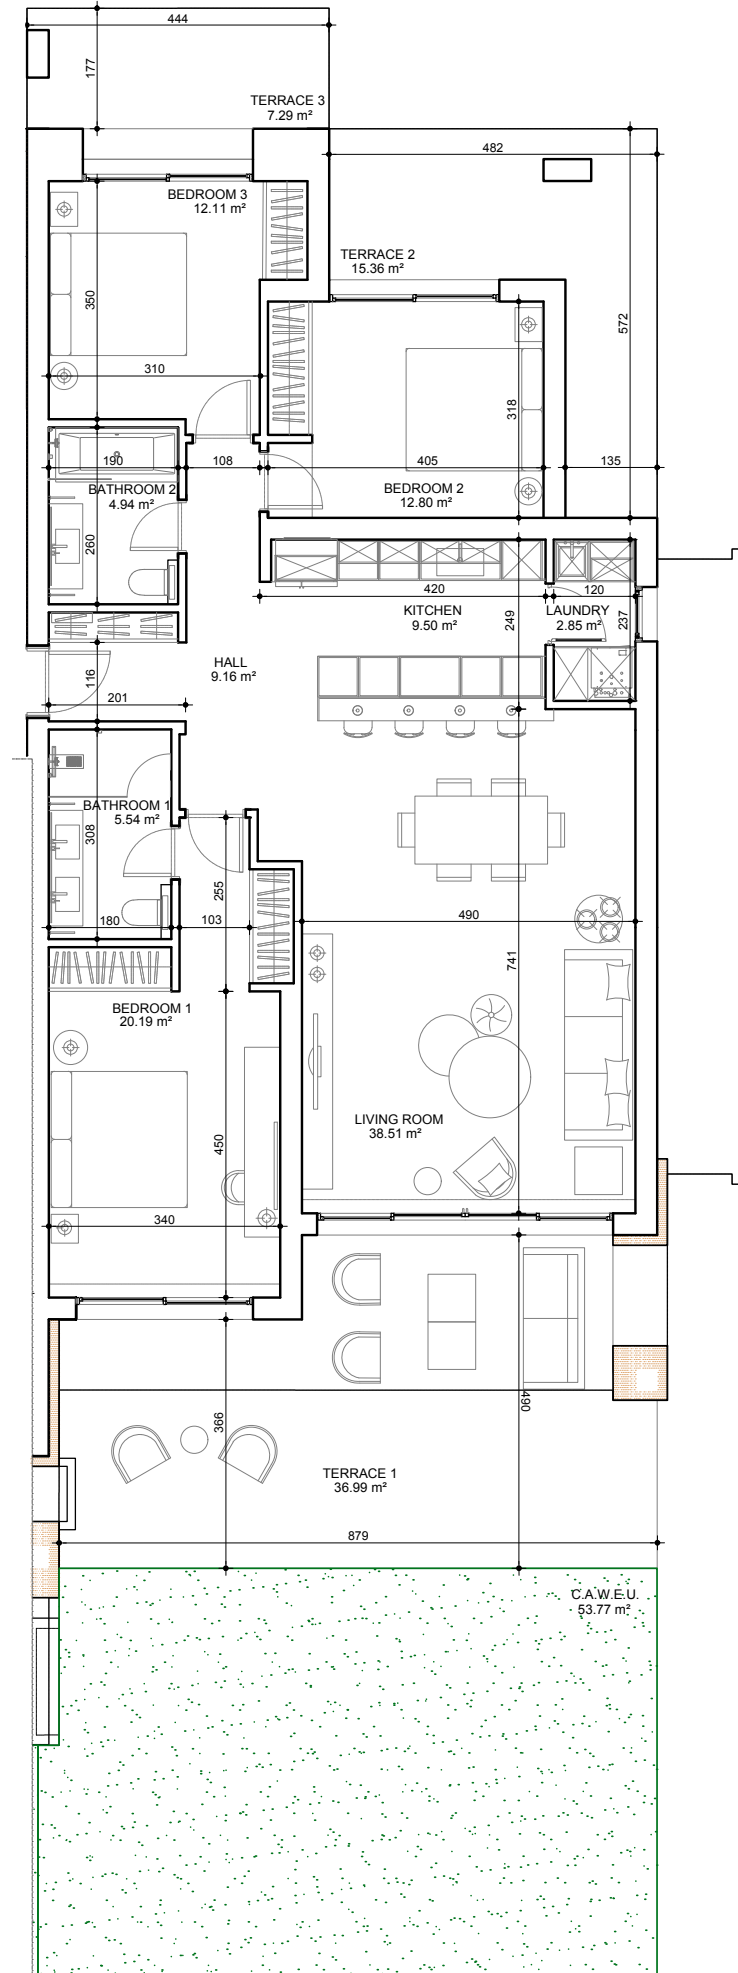 444
177
TERRACE 3
7.29 m²
482
BEDROOM 3
12.11 m²
TERRACE 2
15.36 m²
350
572
310
318
190
108
405
135
BATHROOM 2
4.94 m²
BEDROOM 2
12.80 m²
260
420
120
KITCHEN
9.50 m²
249
LAUNDRY
2.85 m²
237
HALL
9.16 m²
116
201
BATHROOM 1
5.54 m²
308
255
180
103
490
741
BEDROOM 1
20.19 m²
LIVING ROOM
38.51 m²
450
340
490
366
TERRACE 1
36.99 m²
879
C.A.W.E.U.
53.77 m²